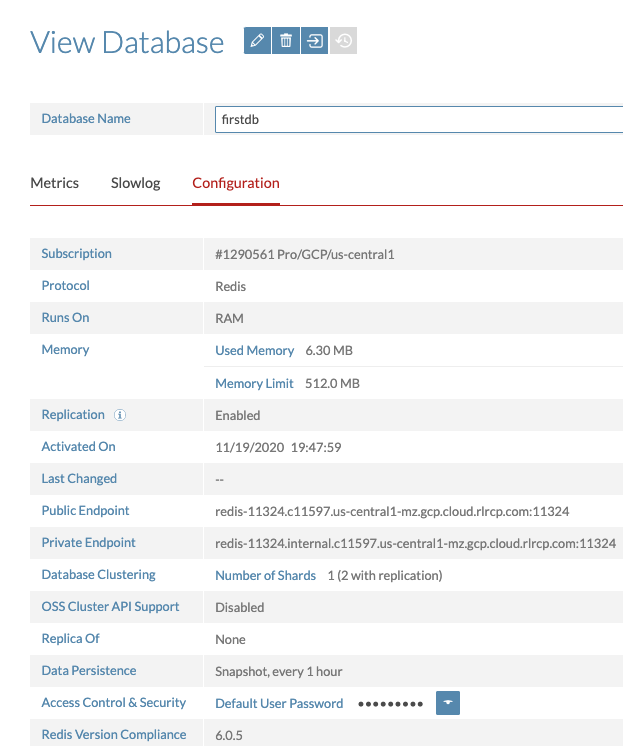 View Database
Database Name firstdb
Metrics Slowlog Configuration
Subscription #1290561 Pro/GCP/us-central1
Protocol Redis
Runs On RAM
Memory Used Memory 6.30 MB
Memory Limit 512.0 MB
Replication Enabled
Activated On 11/19/2020 19:47:59
Last Changed --
Public Endpoint redis-11324.c11597.us-central1-mz.gcp.cloud.rlrcp.com:11324
Private Endpoint redis-11324.internal.c11597.us-central1-mz.gcp.cloud.rlrcp.com:11324
Database Clustering Number of Shards 1 (2 with replication)
OSS Cluster API Support Disabled
Replica Of None
Data Persistence Snapshot, every 1 hour
Access Control & Security Default User Password •••••••••
Redis Version Compliance 6.0.5